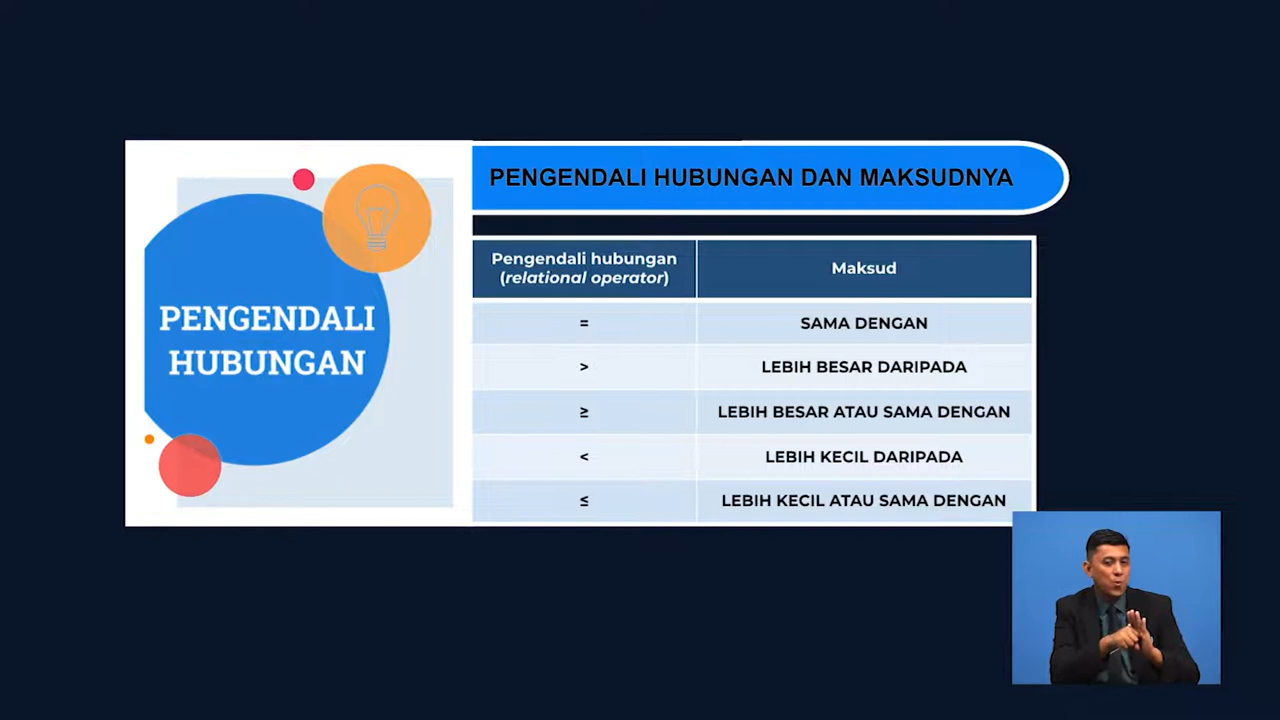 PENGENDALI HUBUNGAN DAN MAKSUDNYA
PENGENDALI
HUBUNGAN
Pengendali hubungan
(relational operator)
Maksud
=
SAMA DENGAN
>
LEBIH BESAR DARIPADA
≥
LEBIH BESAR ATAU SAMA DENGAN
<
LEBIH KECIL DARIPADA
≤
LEBIH KECIL ATAU SAMA DENGAN